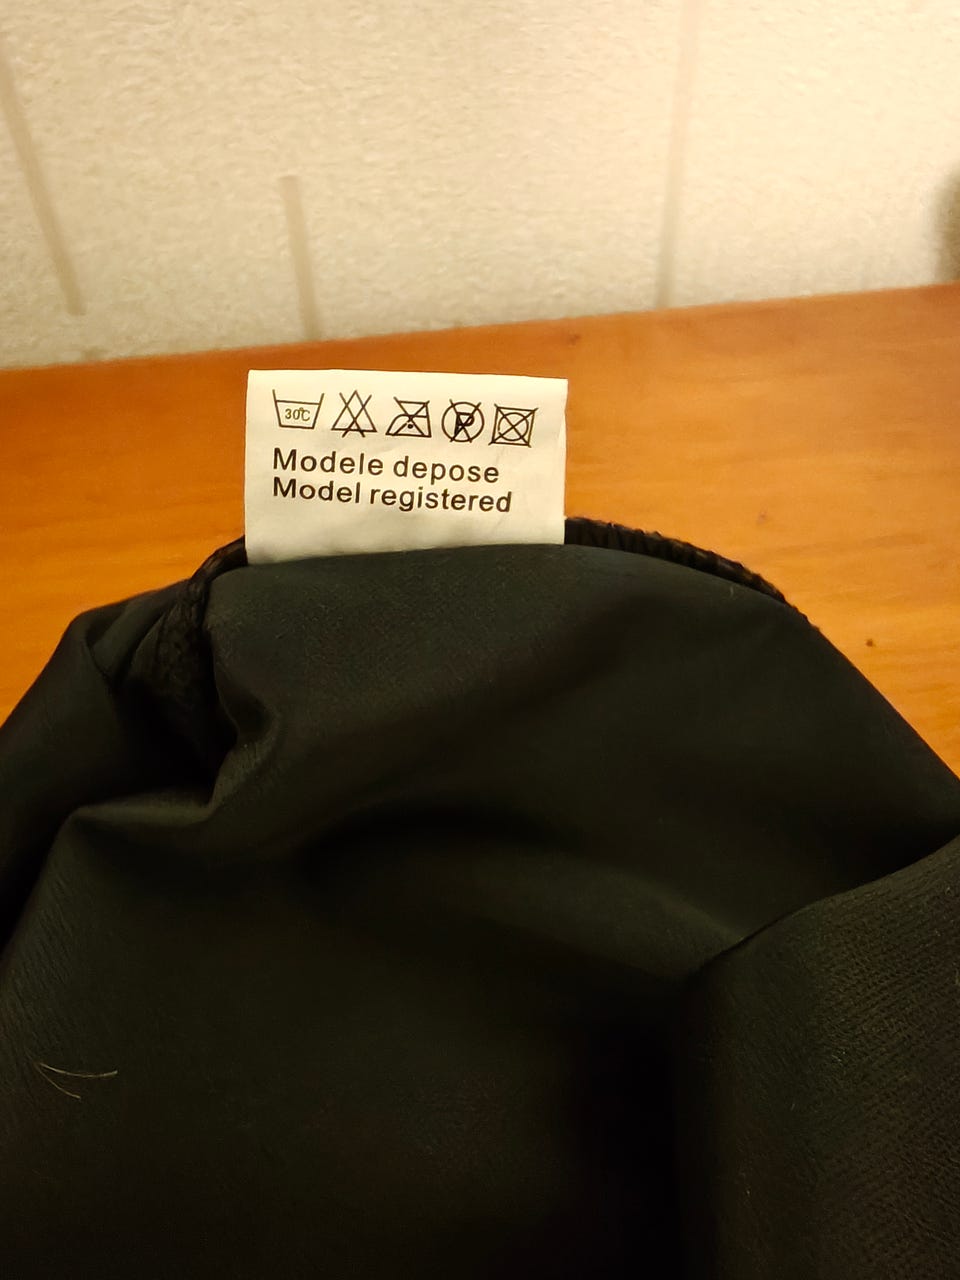 30℃ P
Modele depose
Model registered